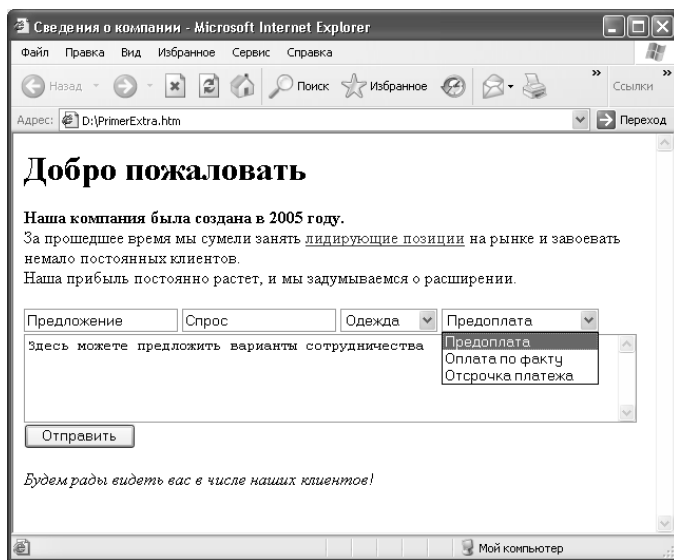 Сведения о компании - Microsoft Internet Explorer
Файл Правка Вид Избранное Сервис Справка
Назад Поиск Избранное » Ссылки »
Адрес: D:\PrimerExtra.htm Переход
Добро пожаловать
Наша компания была создана в 2005 году.
За прошедшее время мы сумели занять лидирующие позиции на рынке и завоевать
немало постоянных клиентов.
Наша прибыль постоянно растет, и мы задумываемся о расширении.
Предложение Спрос Одежда Предоплата
Здесь можете предложить варианты сотрудничества Предоплата
Оплата по факту
Отсрочка платежа
Отправить
Будем рады видеть вас в числе наших клиентов!
Мой компьютер